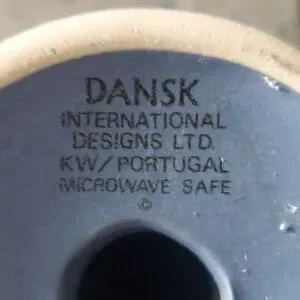 DANSK
INTERNATIONAL
DESIGNS LTD.
KW/PORTUGAL
MICROWAVE SAFE
©